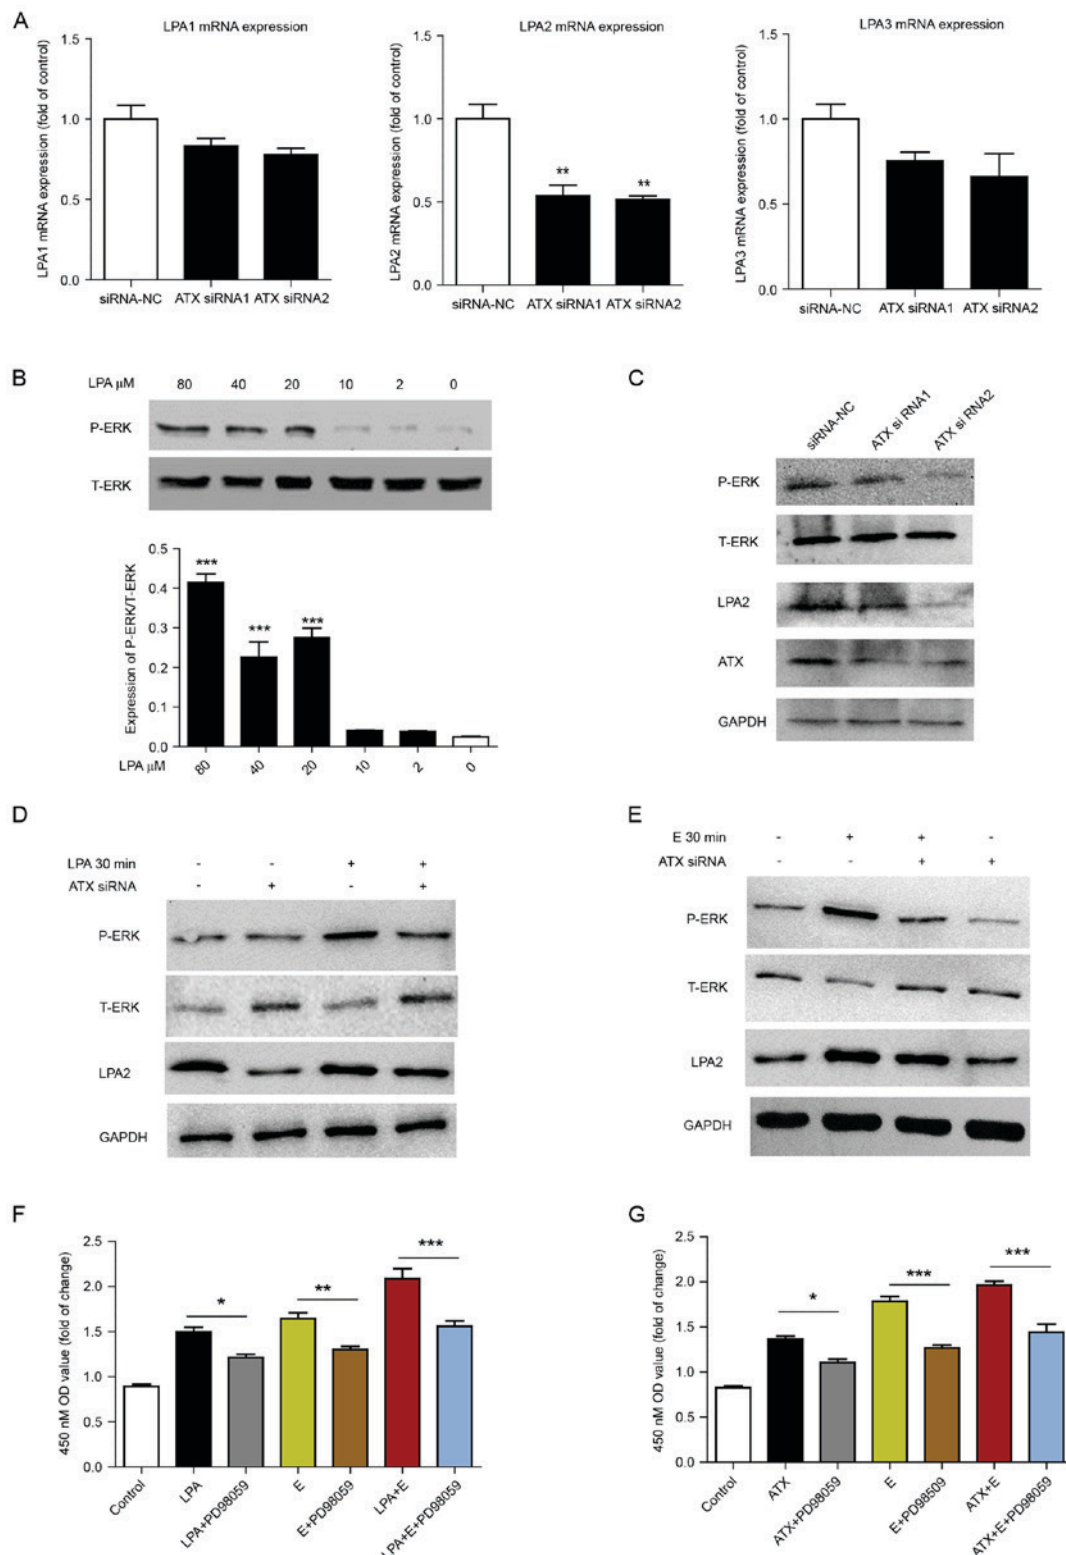 A
LPA1 mRNA expression
LPA1 mRNA expression (fold of control)
1.5
1.0
0.5
0.0
siRNA-NC ATX siRNA1 ATX siRNA2
LPA2 mRNA expression
LPA2 mRNA expression (fold of control)
1.5
1.0
0.5
0.0
** **
siRNA-NC ATX siRNA1 ATX siRNA2
LPA3 mRNA expression
LPA3 mRNA expression (fold of control)
1.5
1.0
0.5
0.0
siRNA-NC ATX siRNA1 ATX siRNA2
B
LPA μM 80 40 20 10 2 0
P-ERK
T-ERK
Expression of P-ERK/T-ERK
0.5
0.4
0.3
0.2
0.1
0.0
*** *** ***
LPA μM 80 40 20 10 2 0
C
siRNA-NC ATX si RNA1 ATX si RNA2
P-ERK
T-ERK
LPA2
ATX
GAPDH
D
LPA 30 min - - + +
ATX siRNA - + - +
P-ERK
T-ERK
LPA2
GAPDH
E
E 30 min - + + -
ATX siRNA - - + +
P-ERK
T-ERK
LPA2
GAPDH
F
450 nM OD value (fold of change)
2.5
2.0
1.5
1.0
0.5
0.0
* ** ***
Control LPA LPA+PD98059 E E+PD98059 LPA+E LPA+E+PD98059
G
450 nM OD value (fold of change)
2.5
2.0
1.5
1.0
0.5
0.0
* *** ***
Control ATX ATX+PD98059 E E+PD98509 ATX+E ATX+E+PD98059